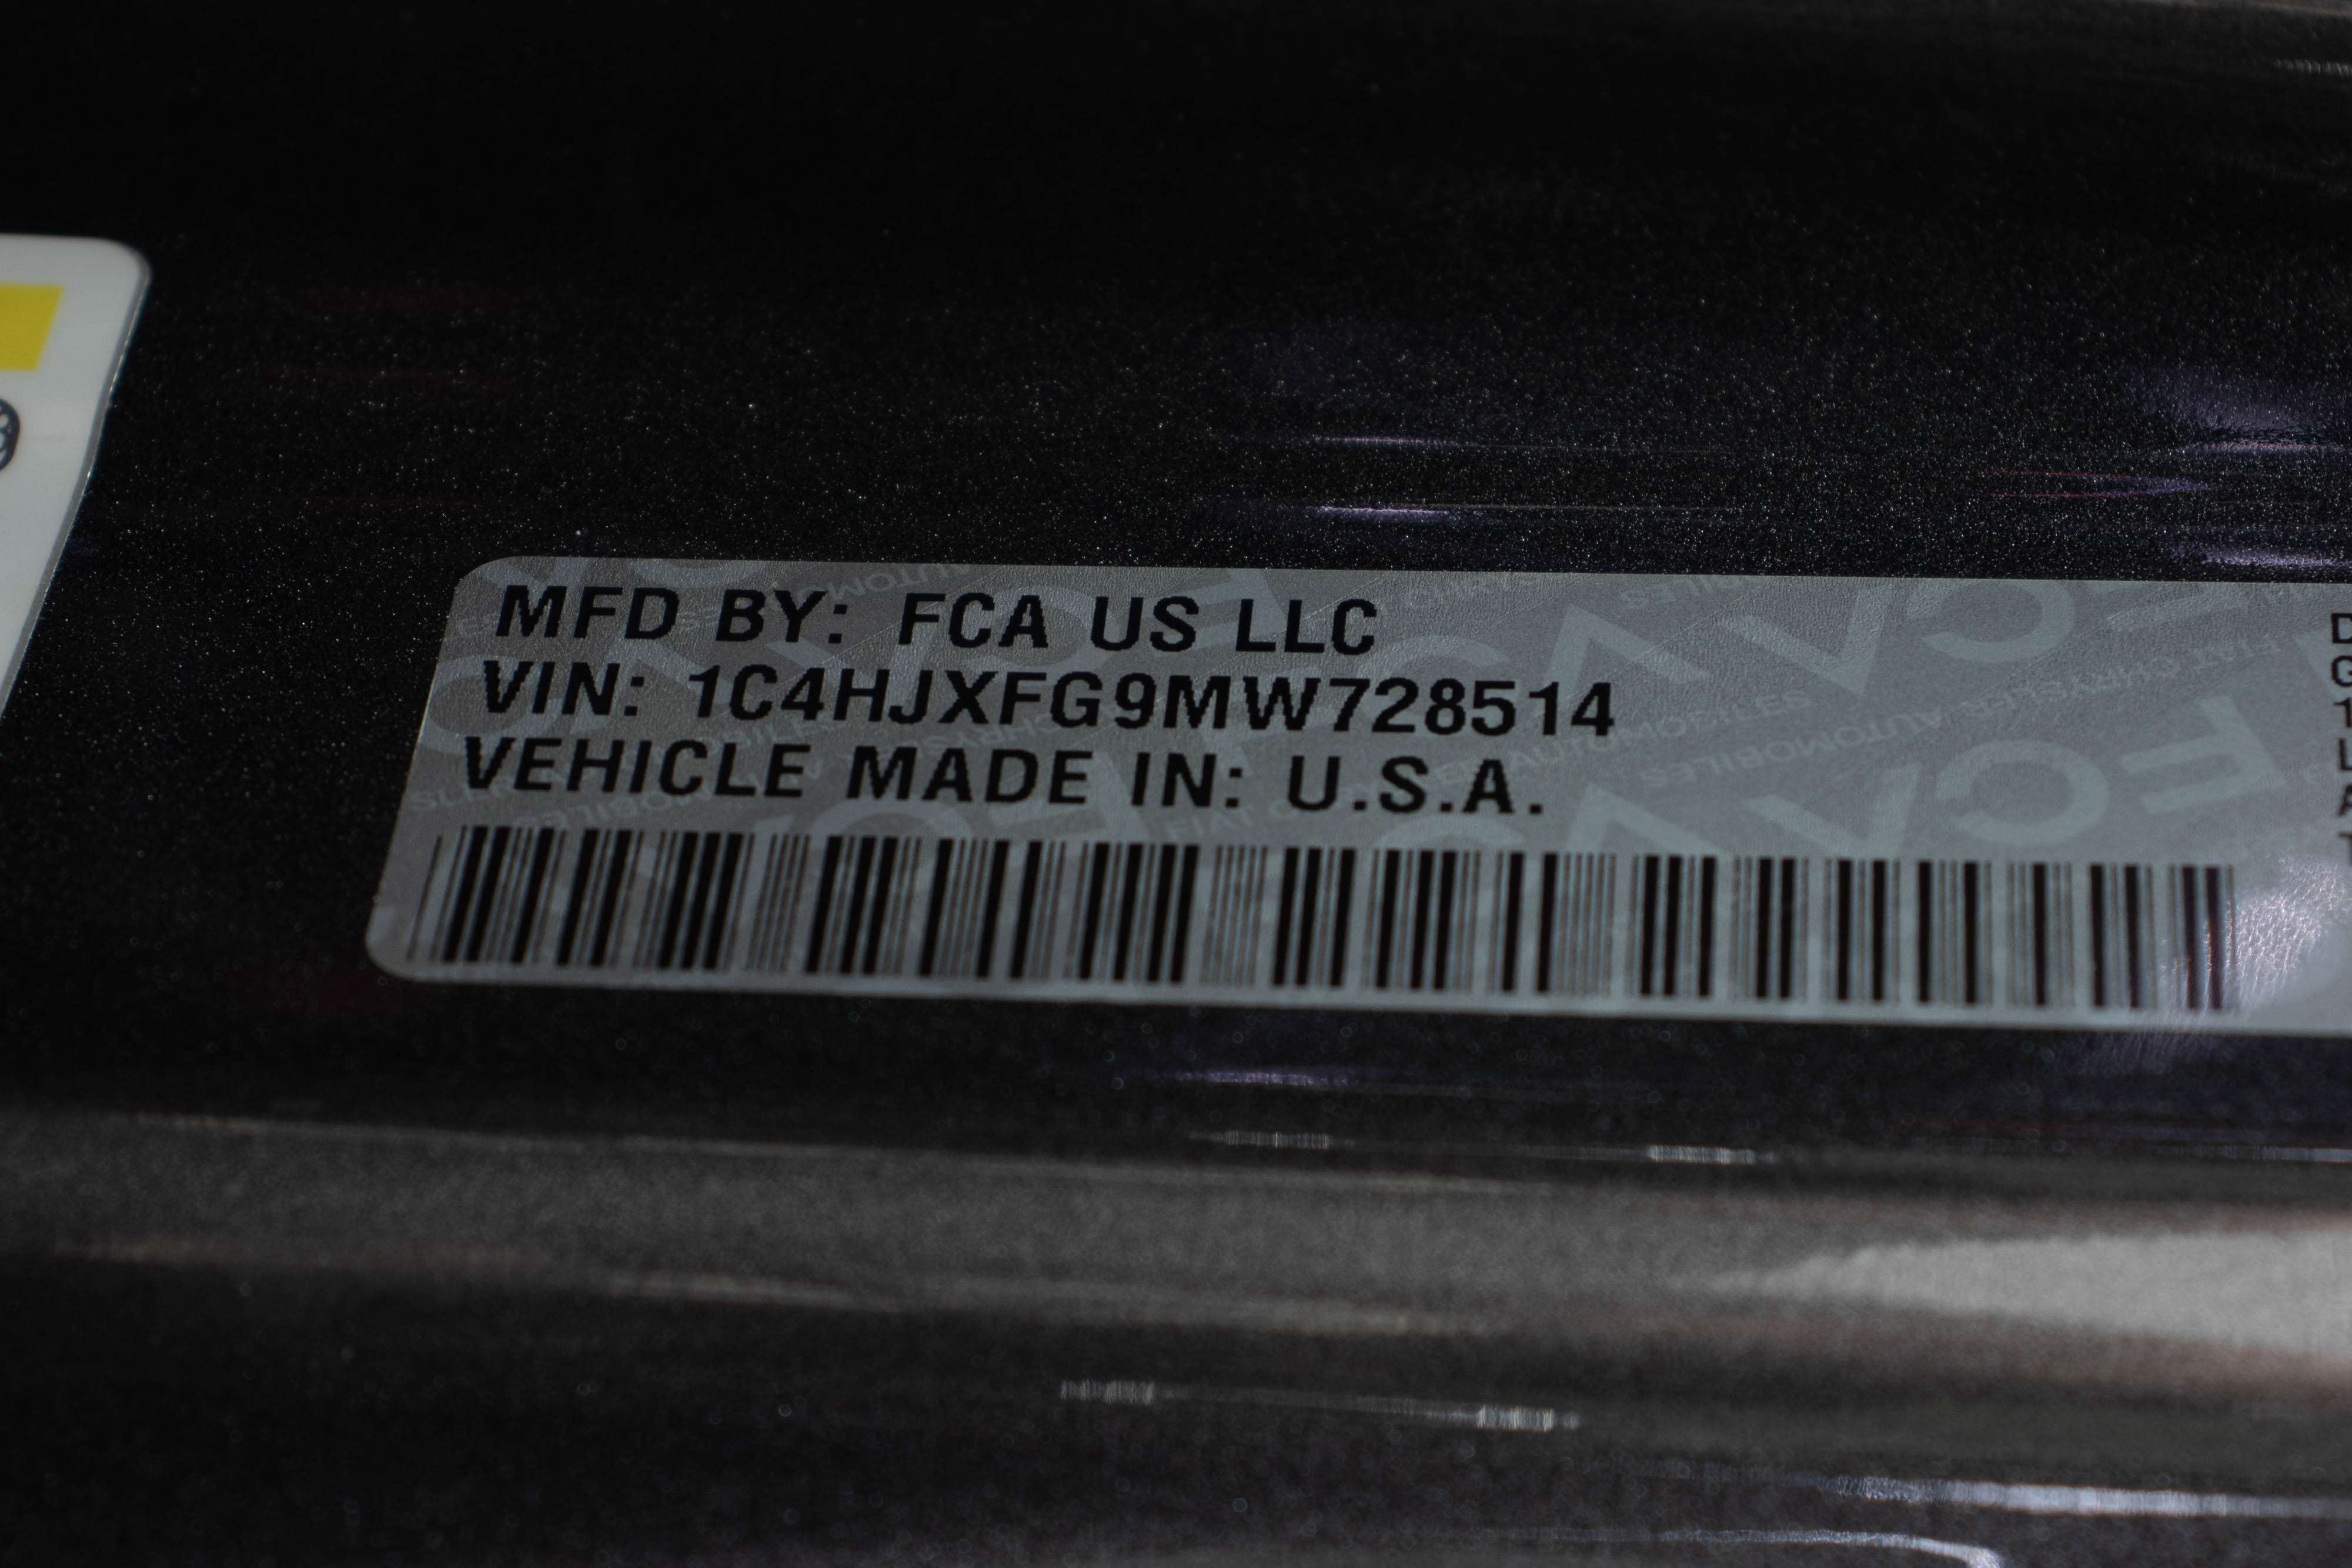 MFD BY: FCA US LLC
VIN: 1C4HJXFG9MW728514
VEHICLE MADE IN: U.S.A.